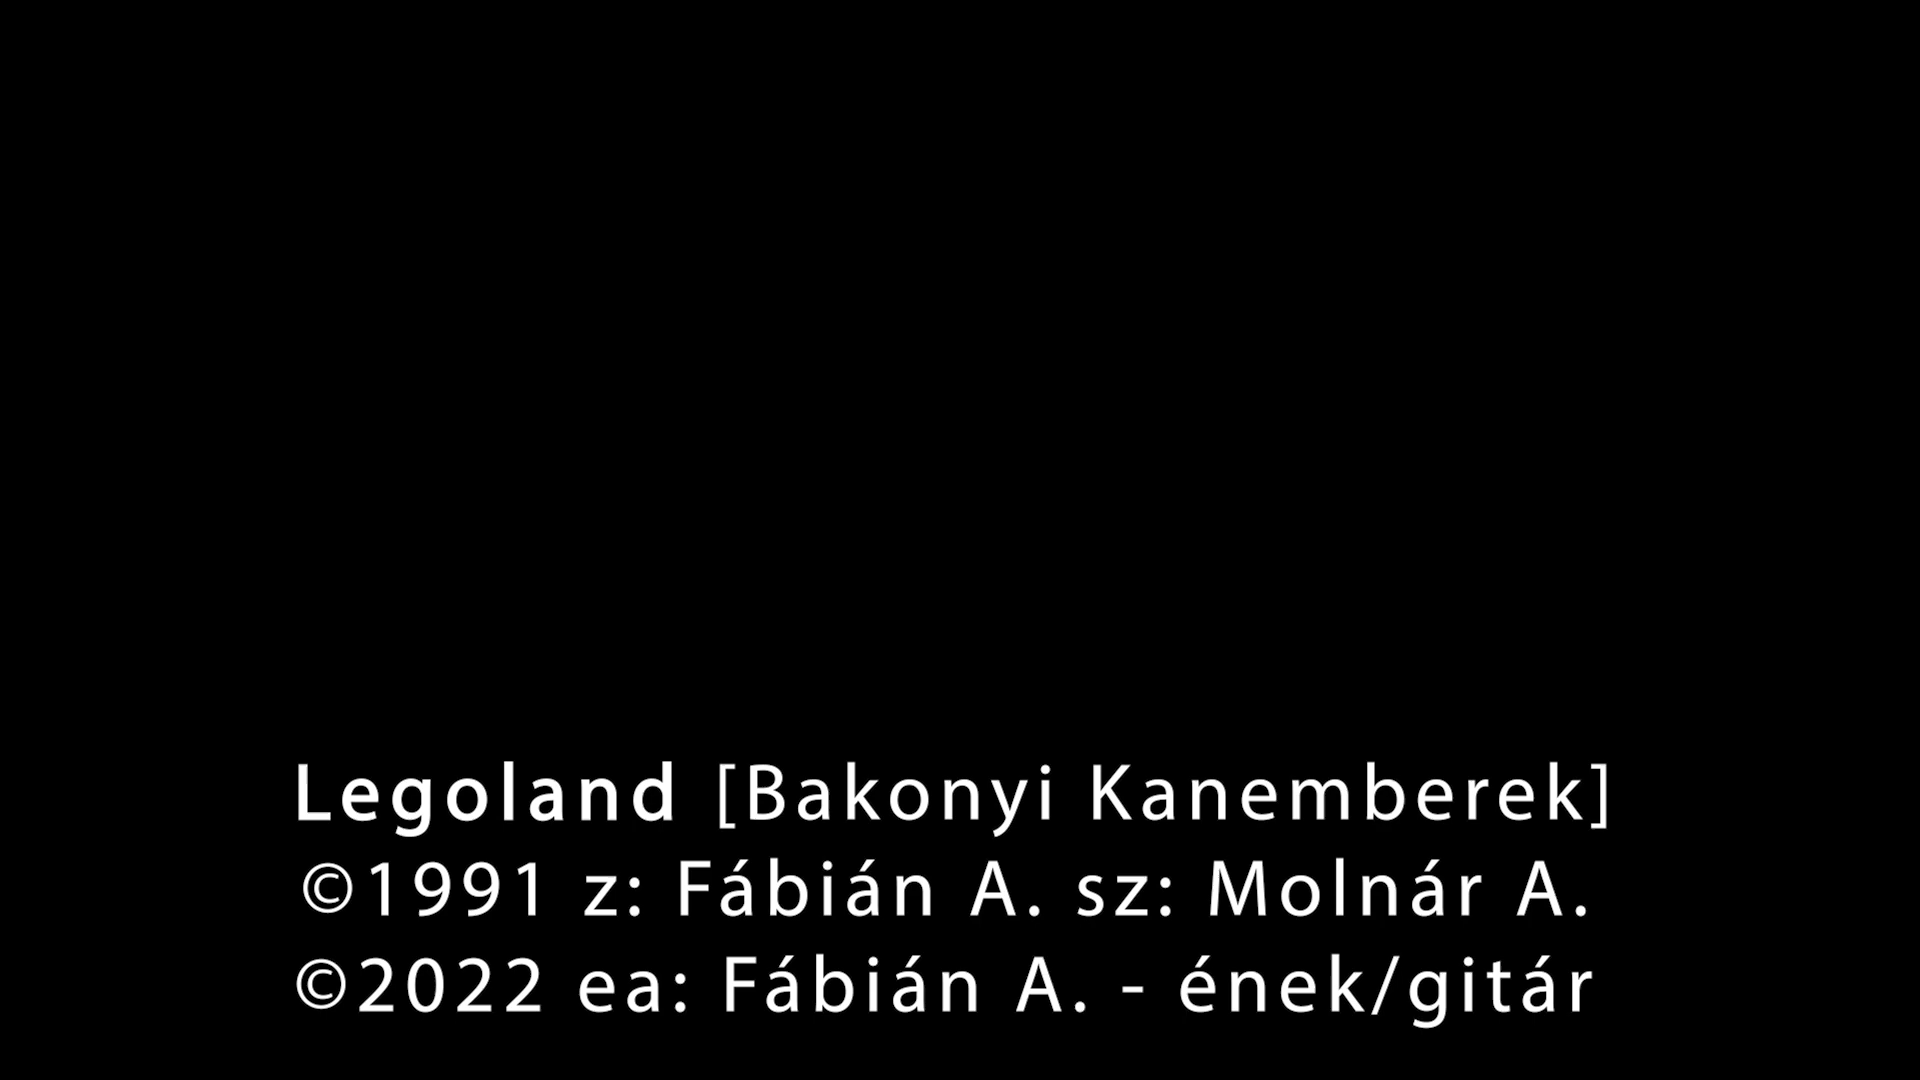 Legoland [Bakonyi Kanemberek]
©1991 z: Fábián A. sz: Molnár A.
©2022 ea: Fábián A. - ének/gitár